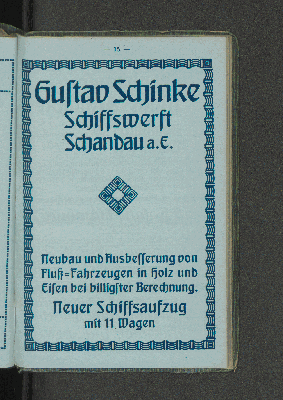 15 —
Gustav Schinke
Schiffswerft
Schandau a. E.
Neubau und Ausbesserung von
Fluß-Fahrzeugen in Holz und
Eisen bei billigster Berechnung.
Neuer Schiffsaufzug
mit 11 Wagen